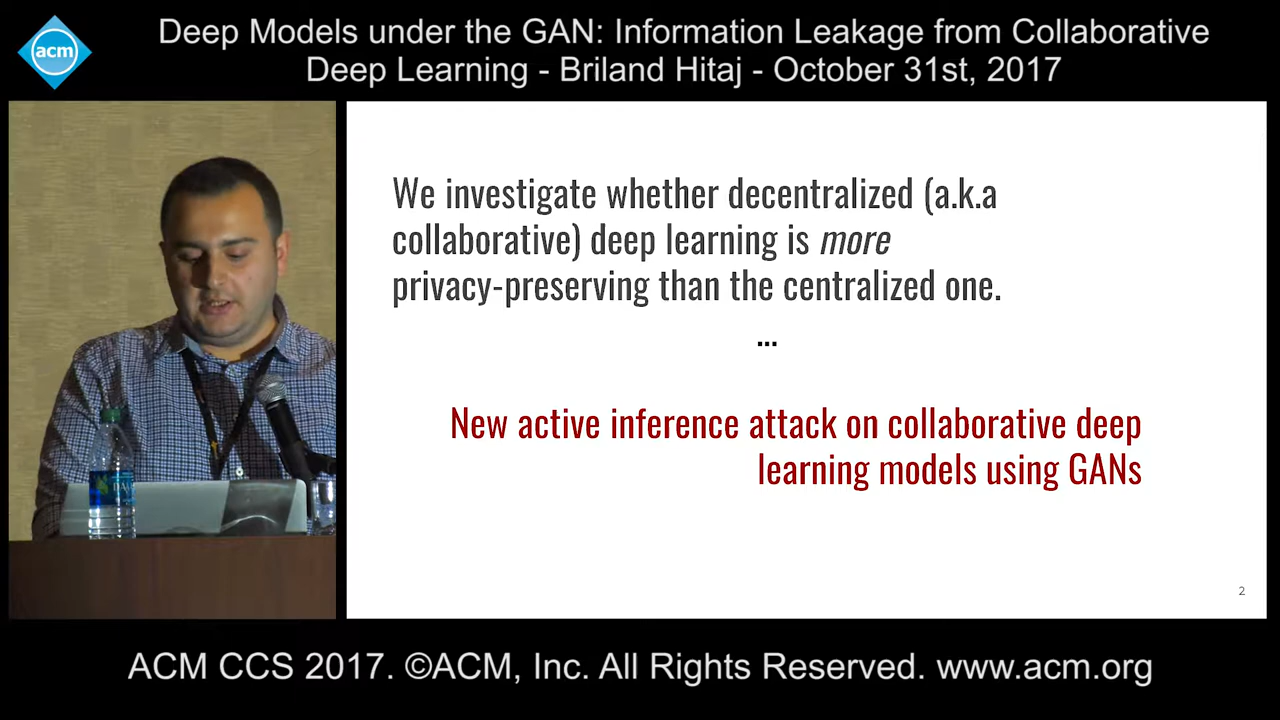 acm
Deep Models under the GAN: Information Leakage from Collaborative
Deep Learning - Briland Hitaj - October 31st, 2017
We investigate whether decentralized (a.k.a
collaborative) deep learning is more
privacy-preserving than the centralized one.
...
New active inference attack on collaborative deep
learning models using GANs
2
ACM CCS 2017. ©ACM, Inc. All Rights Reserved. www.acm.org